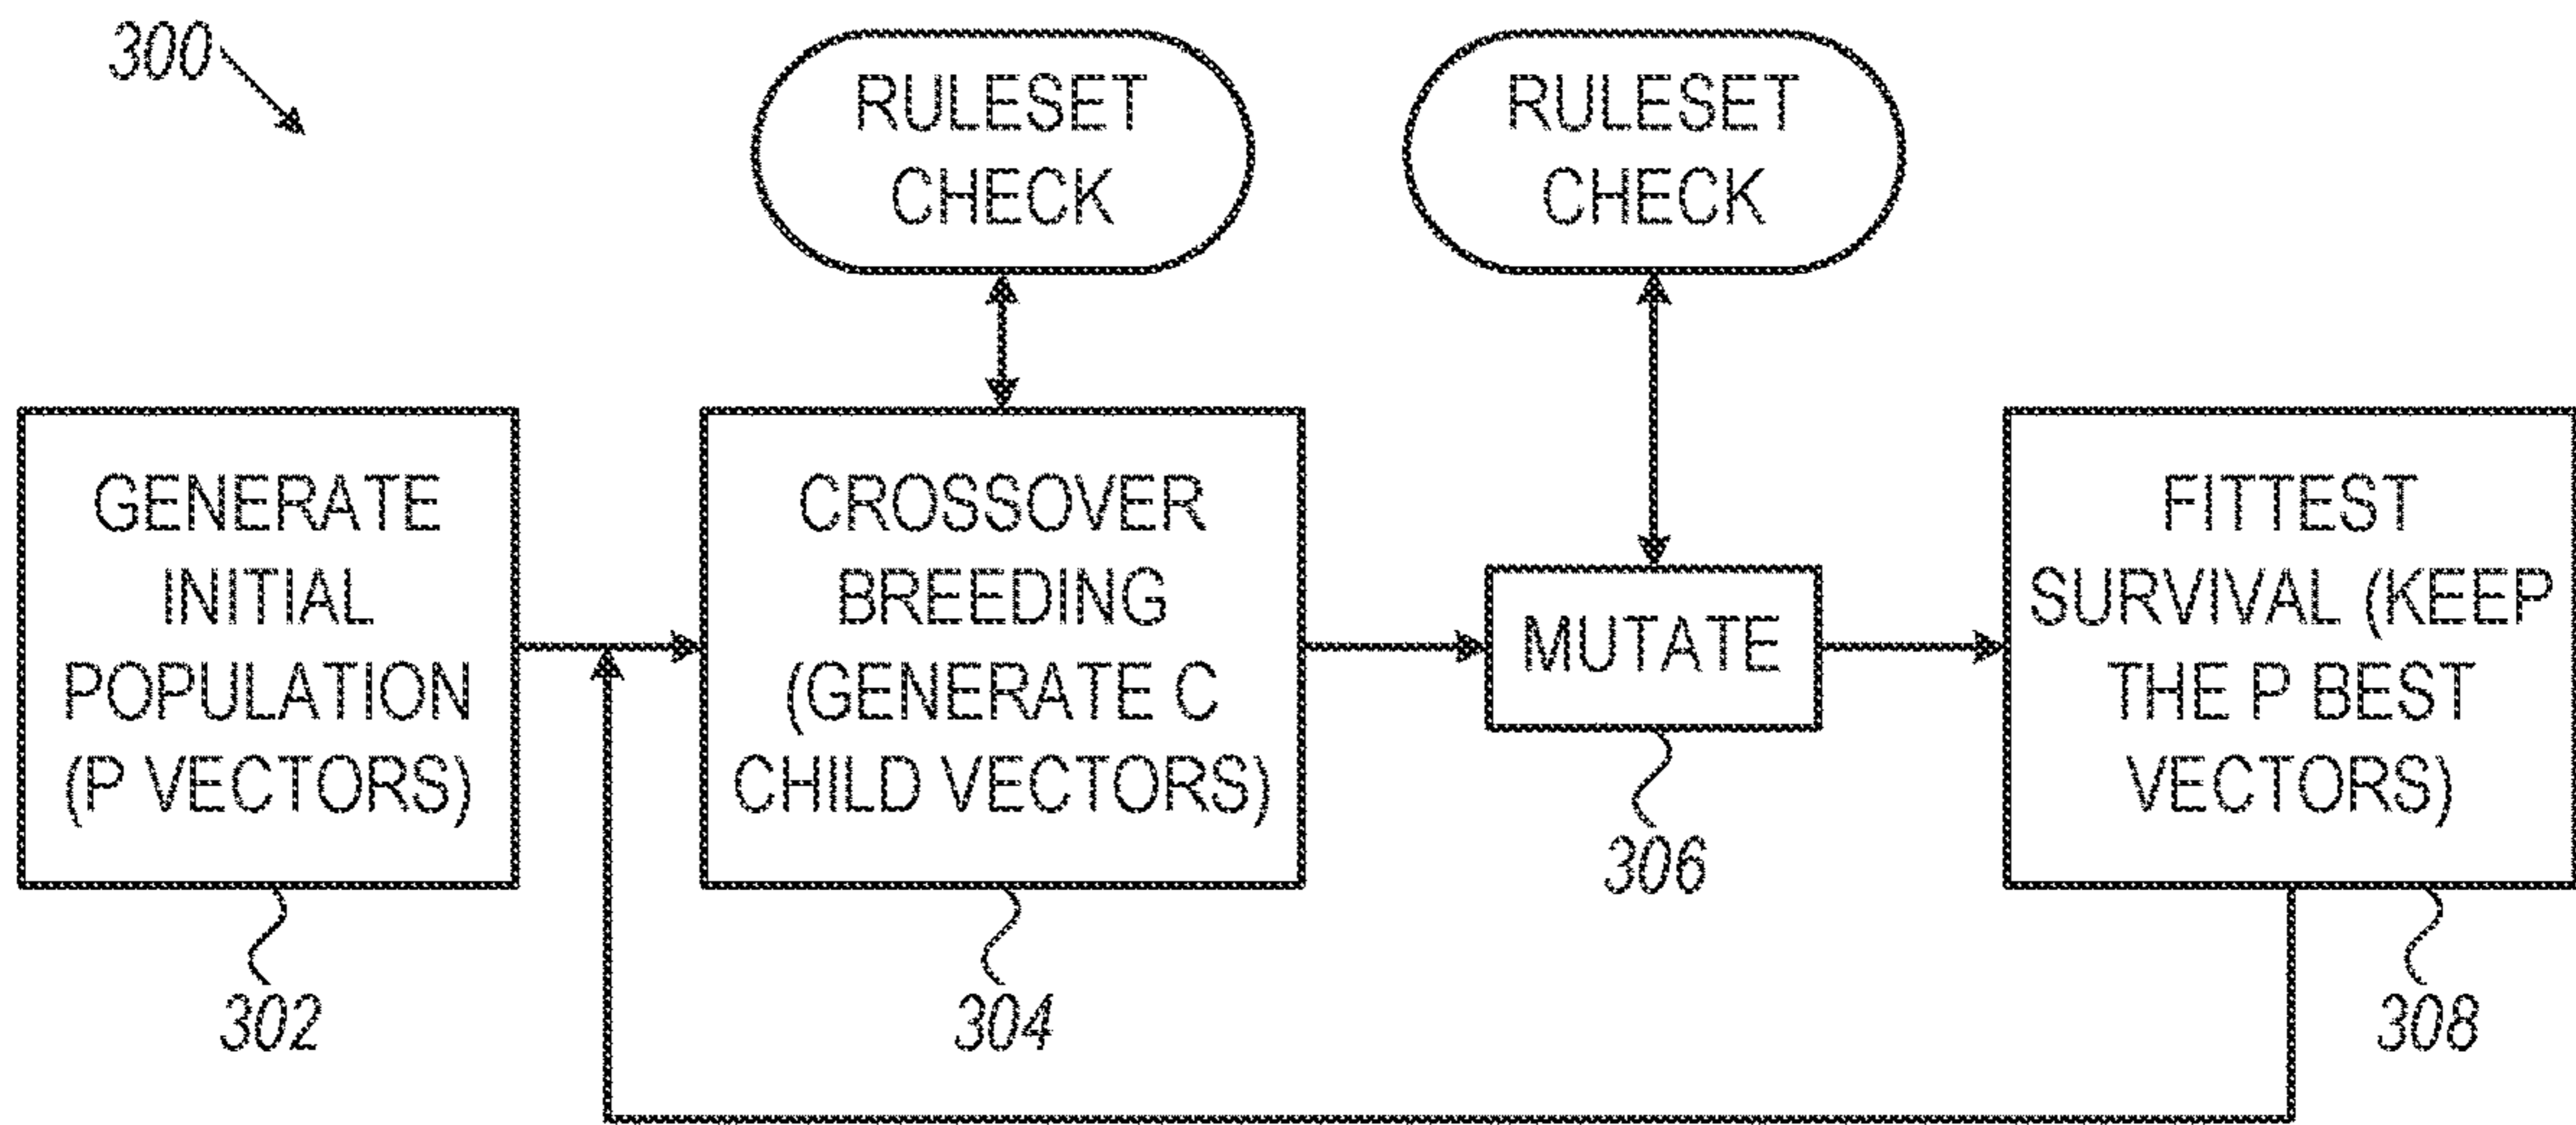 300
RULESET
CHECK
RULESET
CHECK
GENERATE
INITIAL
POPULATION
(P VECTORS)
302
CROSSOVER
BREEDING
(GENERATE C
CHILD VECTORS)
304
MUTATE
306
FITTEST
SURVIVAL (KEEP
THE P BEST
VECTORS)
308